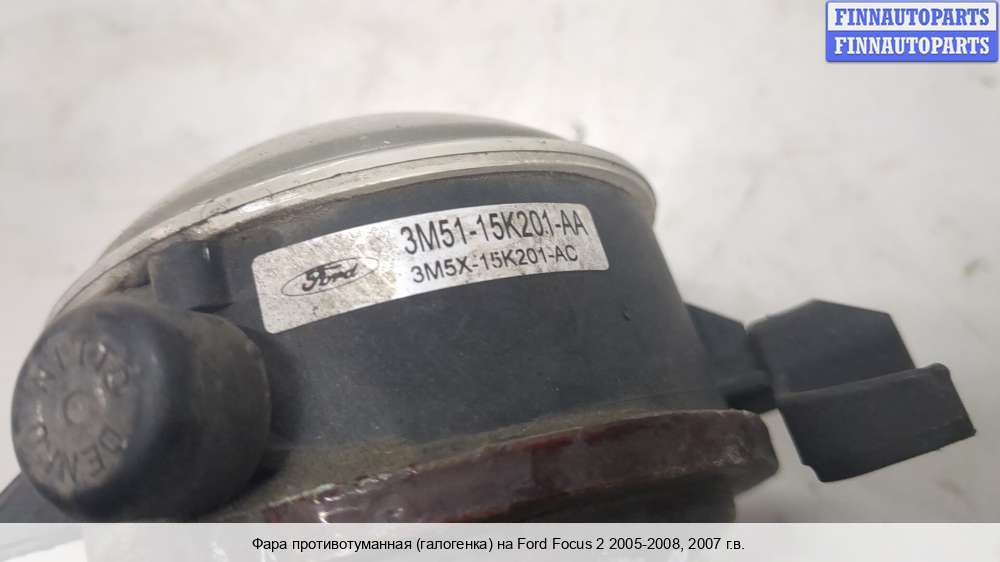 FINNAUTOPARTS
FINNAUTOPARTS
3M51-15K201-AA
Ford
3M5X-15K201-AC
Фара противотуманная (галогенка) на Ford Focus 2 2005-2008, 2007 г.в.